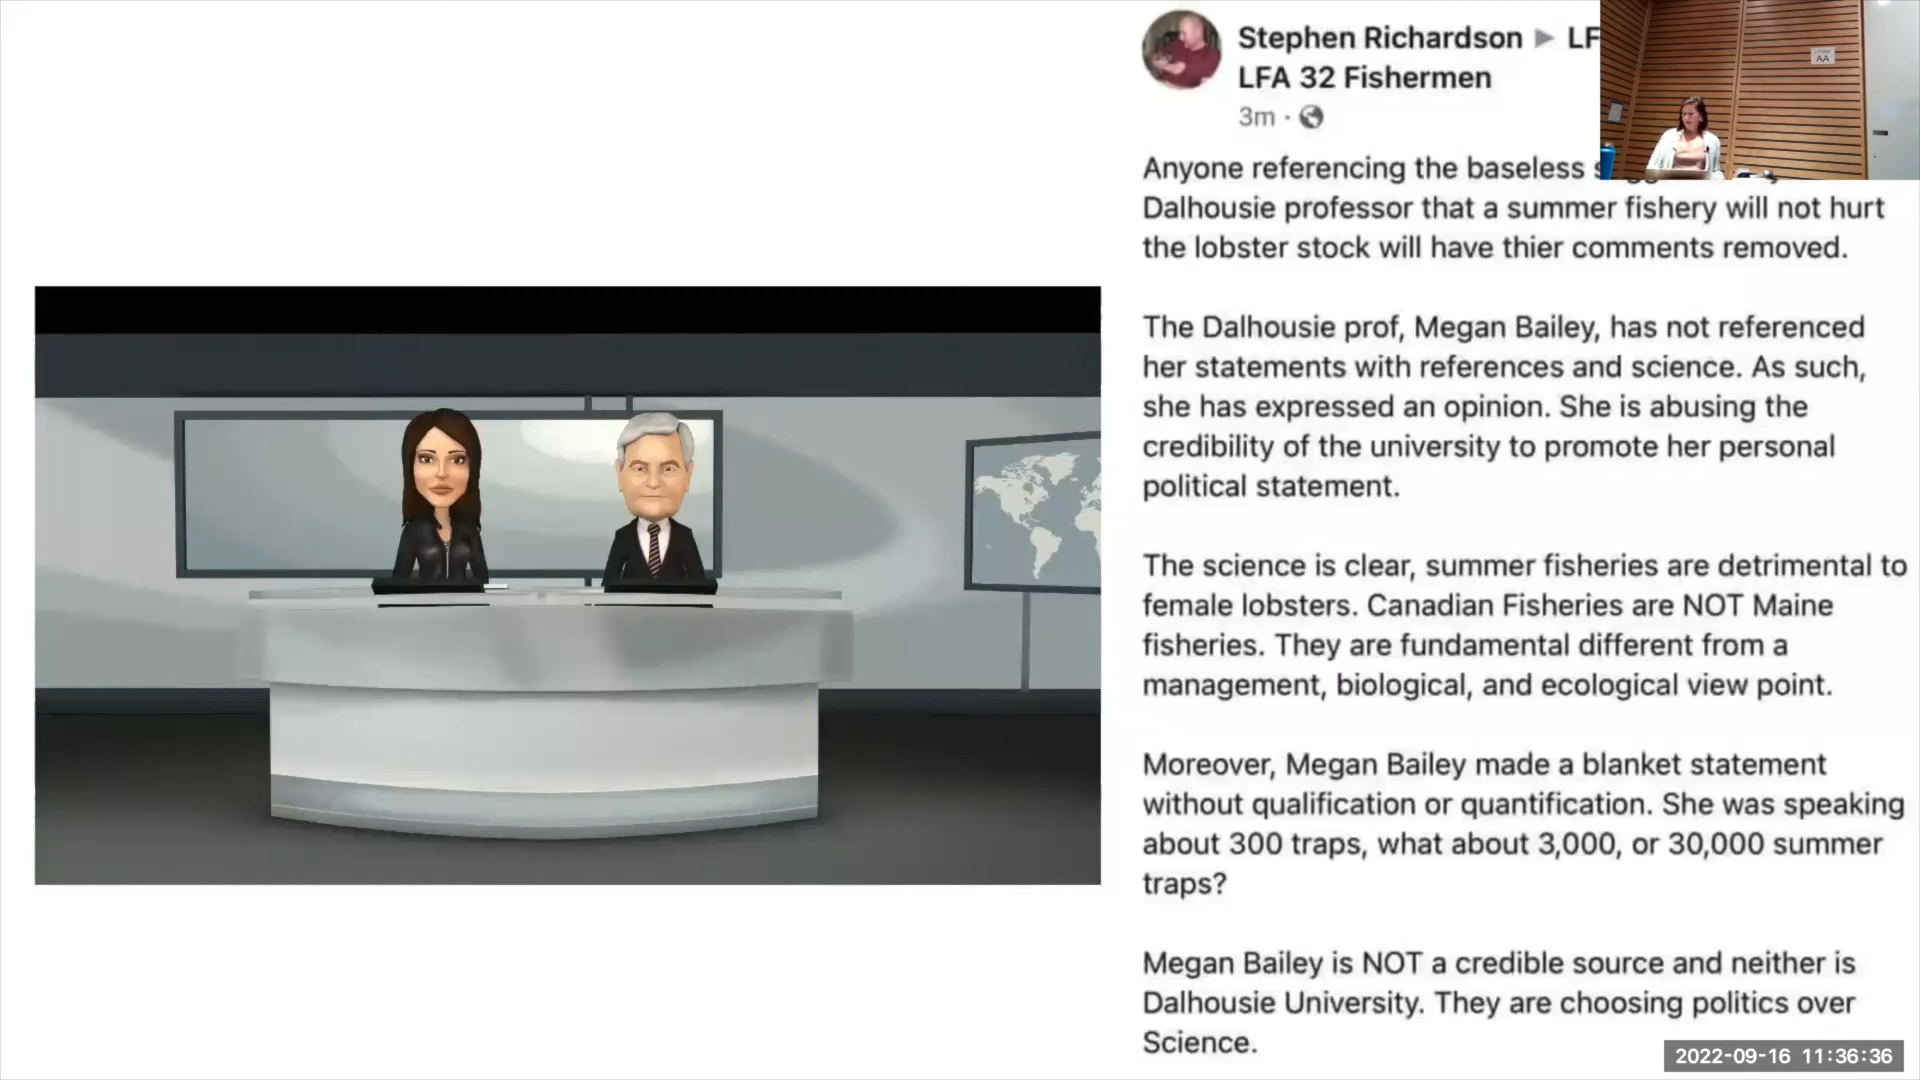 Stephen Richardson ▸ LF
LFA 32 Fishermen
3m ·
Anyone referencing the baseless
Dalhousie professor that a summer fishery will not hurt
the lobster stock will have thier comments removed.
The Dalhousie prof, Megan Bailey, has not referenced
her statements with references and science. As such,
she has expressed an opinion. She is abusing the
credibility of the university to promote her personal
political statement.
The science is clear, summer fisheries are detrimental to
female lobsters. Canadian Fisheries are NOT Maine
fisheries. They are fundamental different from a
management, biological, and ecological view point.
Moreover, Megan Bailey made a blanket statement
without qualification or quantification. She was speaking
about 300 traps, what about 3,000, or 30,000 summer
traps?
Megan Bailey is NOT a credible source and neither is
Dalhousie University. They are choosing politics over
Science.
AA
2022-09-16 11:36:36